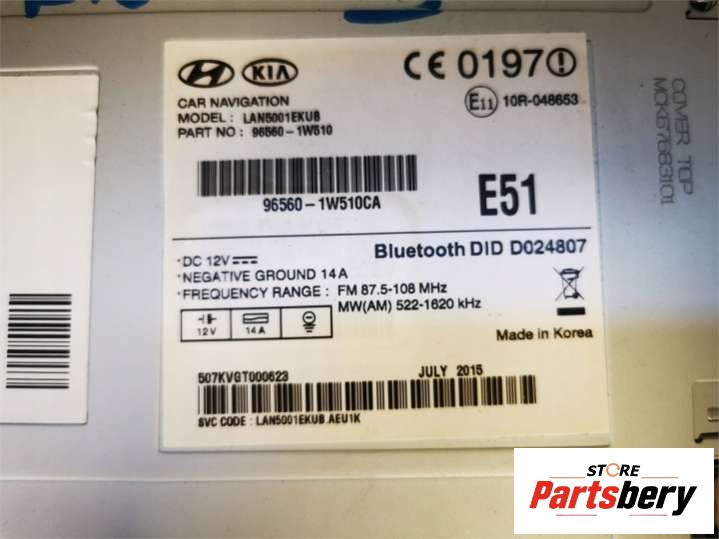 KIA
CE 0197
CAR NAVIGATION
MODEL : LAN5001EKUB
PART NO : 96560-1W510
E11 10R-048653
96560-1W510CA
E51
Bluetooth DID D024807
·DC 12V
·NEGATIVE GROUND 14A
·FREQUENCY RANGE : FM 87.5-108 MHz
MW(AM) 522-1620 kHz
12V 14A
Made in Korea
507KVGT000623 JULY 2015
SVC CODE : LAN5001EKUB.AEU1K
COVER TOP
MCK67683101
STORE
Partsbery